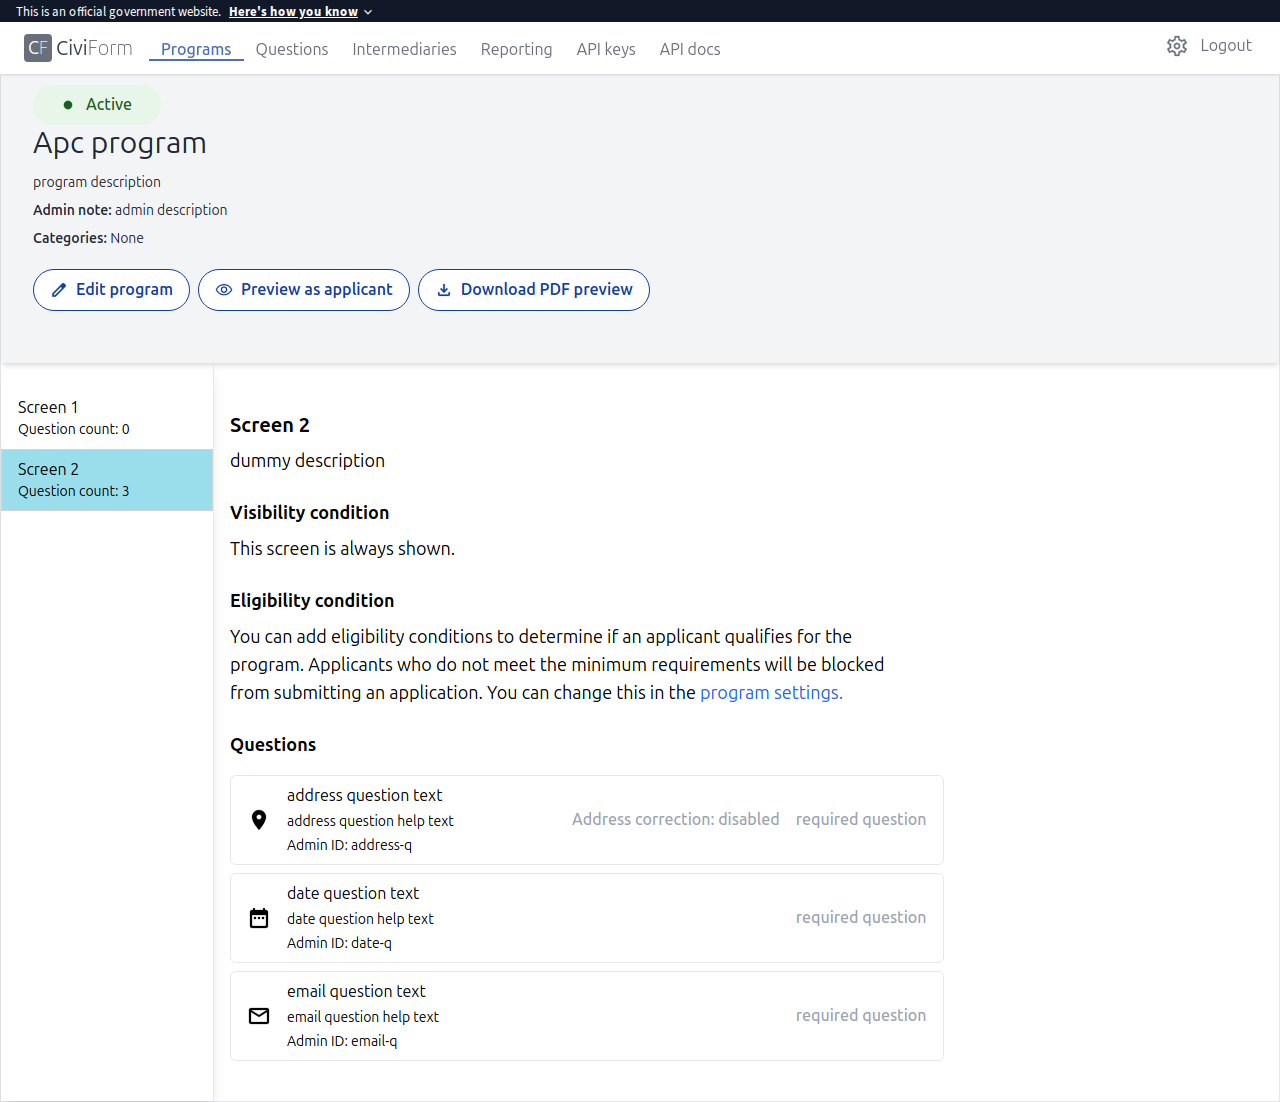 This is an official government website. Here's how you know
CF CiviForm Programs Questions Intermediaries Reporting API keys API docs Logout
Active
Apc program
program description
Admin note: admin description
Categories: None
Edit program Preview as applicant Download PDF preview
Screen 1
Question count: 0
Screen 2
Question count: 3
Screen 2
dummy description
Visibility condition
This screen is always shown.
Eligibility condition
You can add eligibility conditions to determine if an applicant qualifies for the
program. Applicants who do not meet the minimum requirements will be blocked
from submitting an application. You can change this in the program settings.
Questions
address question text
address question help text
Admin ID: address-q
Address correction: disabled required question
date question text
date question help text
Admin ID: date-q
required question
email question text
email question help text
Admin ID: email-q
required question